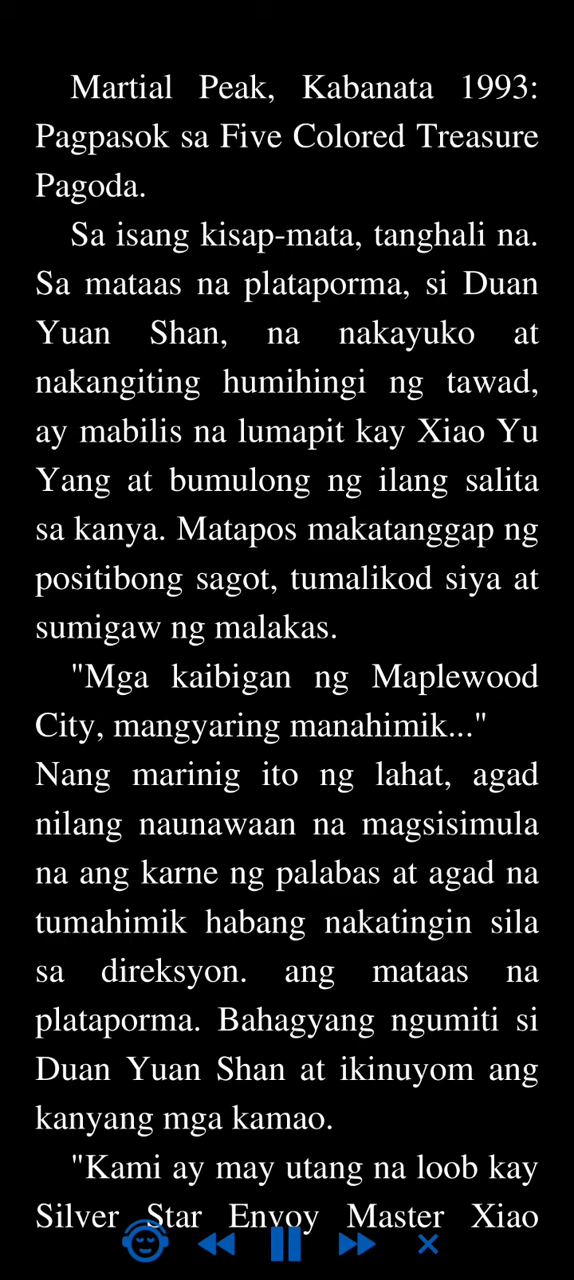 Martial Peak, Kabanata 1993:
Pagpasok sa Five Colored Treasure
Pagoda.
Sa isang kisap-mata, tanghali na.
Sa mataas na plataporma, si Duan
Yuan Shan, na nakayuko at
nakangiting humihingi ng tawad,
ay mabilis na lumapit kay Xiao Yu
Yang at bumulong ng ilang salita
sa kanya. Matapos makatanggap ng
positibong sagot, tumalikod siya at
sumigaw ng malakas.
"Mga kaibigan ng Maplewood
City, mangyaring manahimik..."
Nang marinig ito ng lahat, agad
nilang naunawaan na magsisimula
na ang karne ng palabas at agad na
tumahimik habang nakatingin sila
sa direksyon. ang mataas na
plataporma. Bahagyang ngumiti si
Duan Yuan Shan at ikinuyom ang
kanyang mga kamao.
"Kami ay may utang na loob kay
Silver Star Envoy Master Xiao